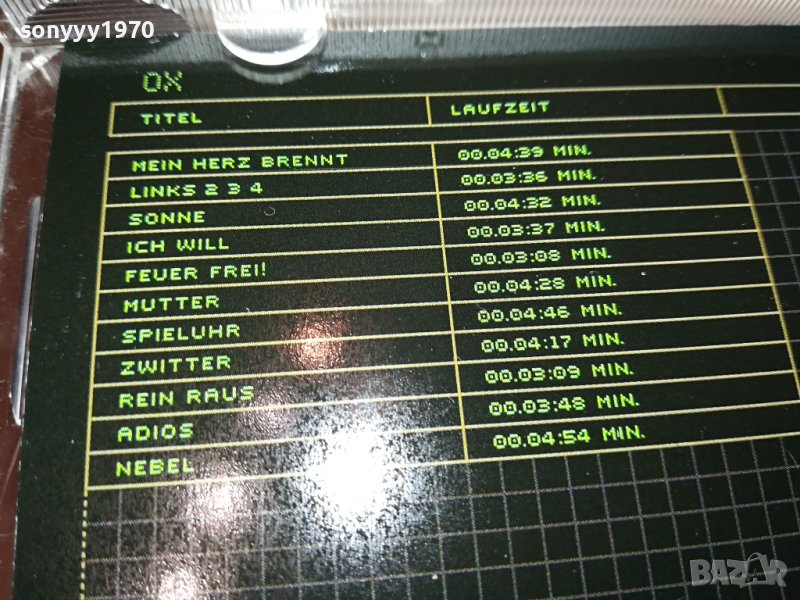 sonyyy1970
OX
TITEL LAUFZEIT
MEIN HERZ BRENNT 00.04:39 MIN.
LINKS 2 3 4 00.03:36 MIN.
SONNE 00.04:32 MIN.
ICH WILL 00.03:37 MIN.
FEUER FREI! 00.03:08 MIN.
MUTTER 00.04:28 MIN.
SPIELUHR 00.04:46 MIN.
ZWITTER 00.04:17 MIN.
REIN RAUS 00.03:09 MIN.
ADIOS 00.03:48 MIN.
NEBEL 00.04:54 MIN.
BAZAR